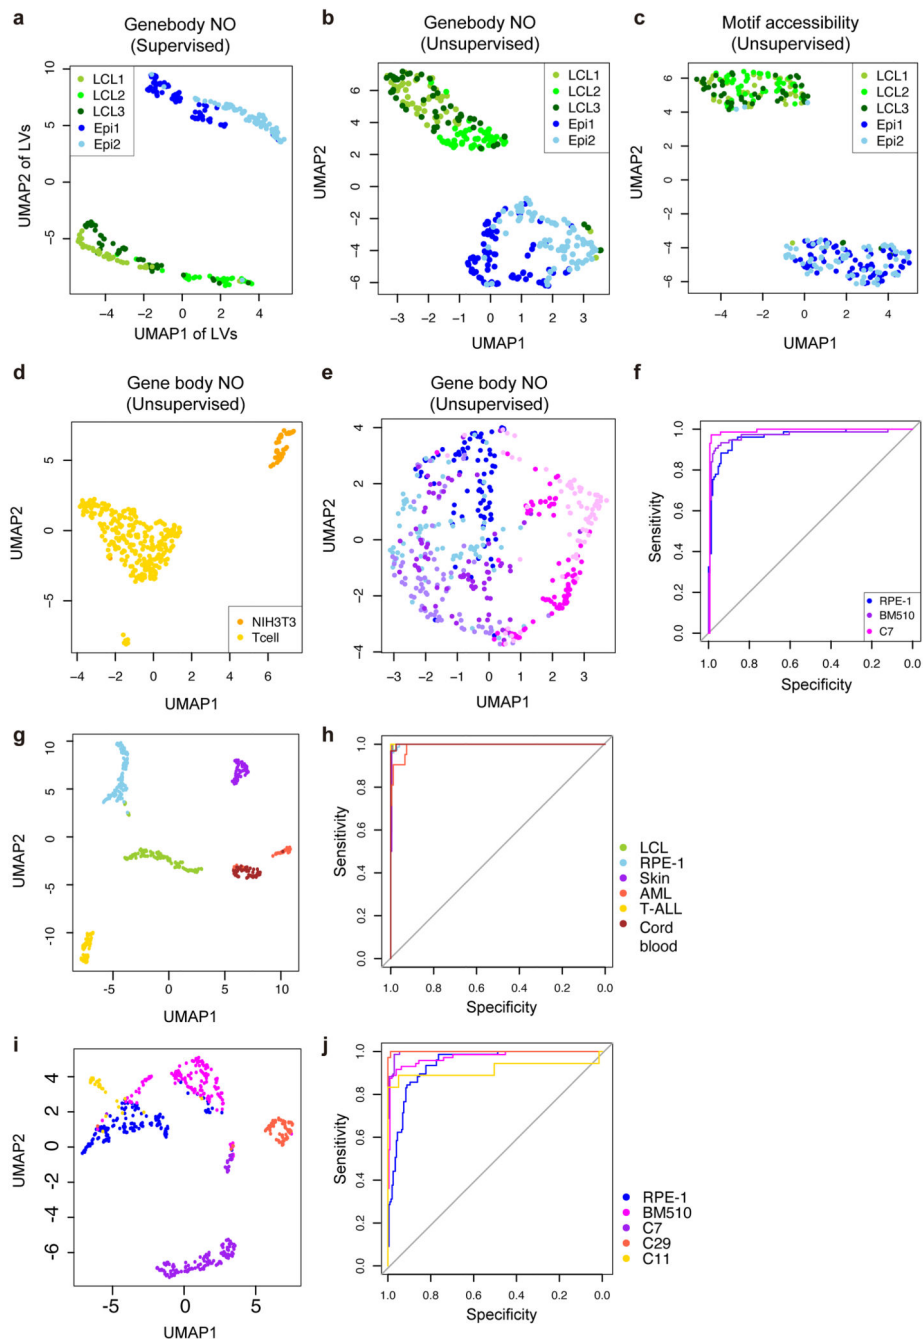 a
Genebody NO
(Supervised)
LCL1
LCL2
LCL3
Epi1
Epi2
10
5
0
−5
UMAP2 of LVs
−4 −2 0 2 4
UMAP1 of LVs
b
Genebody NO
(Unsupervised)
LCL1
LCL2
LCL3
Epi1
Epi2
6
4
2
0
−2
−4
−6
UMAP2
−3 −2 −1 0 1 2 3
UMAP1
c
Motif accessibility
(Unsupervised)
LCL1
LCL2
LCL3
Epi1
Epi2
6
4
2
0
−2
−4
−6
UMAP2
−4 −2 0 2 4
UMAP1
d
Gene body NO
(Unsupervised)
5
0
−5
UMAP2
NIH3T3
Tcell
−4 −2 0 2 4 6
UMAP1
e
Gene body NO
(Unsupervised)
4
2
0
−2
−4
UMAP2
−3 −2 −1 0 1 2 3
UMAP1
f
1.0
0.8
0.6
0.4
0.2
0.0
Sensitivity
RPE-1
BM510
C7
1.0 0.8 0.6 0.4 0.2 0.0
Specificity
g
10
5
0
-5
-10
UMAP2
-5 0 5 10
UMAP1
h
1.0
0.8
0.6
0.4
0.2
0.0
Sensitivity
1.0 0.8 0.6 0.4 0.2 0.0
Specificity
LCL
RPE-1
Skin
AML
T-ALL
Cord
blood
i
4
2
0
-2
-4
-6
UMAP2
-5 0 5
UMAP1
j
1.0
0.8
0.6
0.4
0.2
0.0
Sensitivity
1.0 0.8 0.6 0.4 0.2 0.0
Specificity
RPE-1
BM510
C7
C29
C11